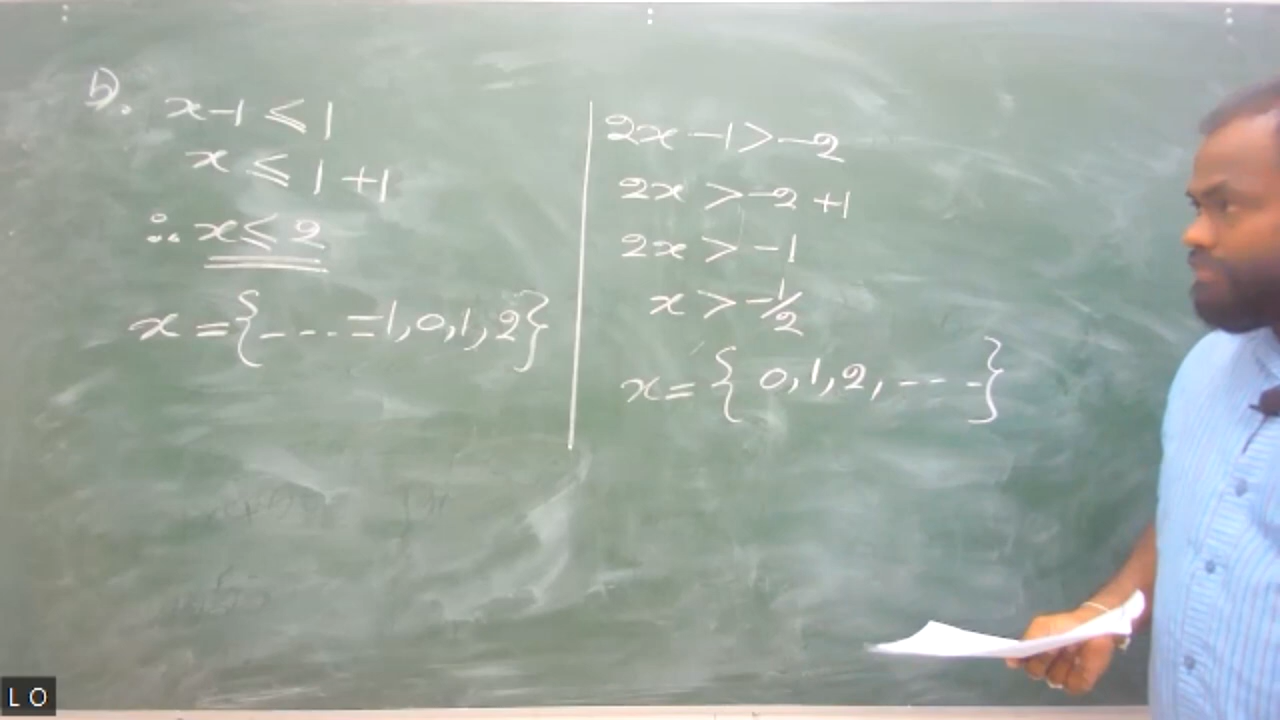 b). x-1 ≤ 1
x ≤ 1 +1
∴ x ≤ 2
x = {---- -1, 0, 1, 2}
2x -1 > -2
2x > -2 +1
2x > -1
x > -1/2
x = { 0, 1, 2, ---- }
LO